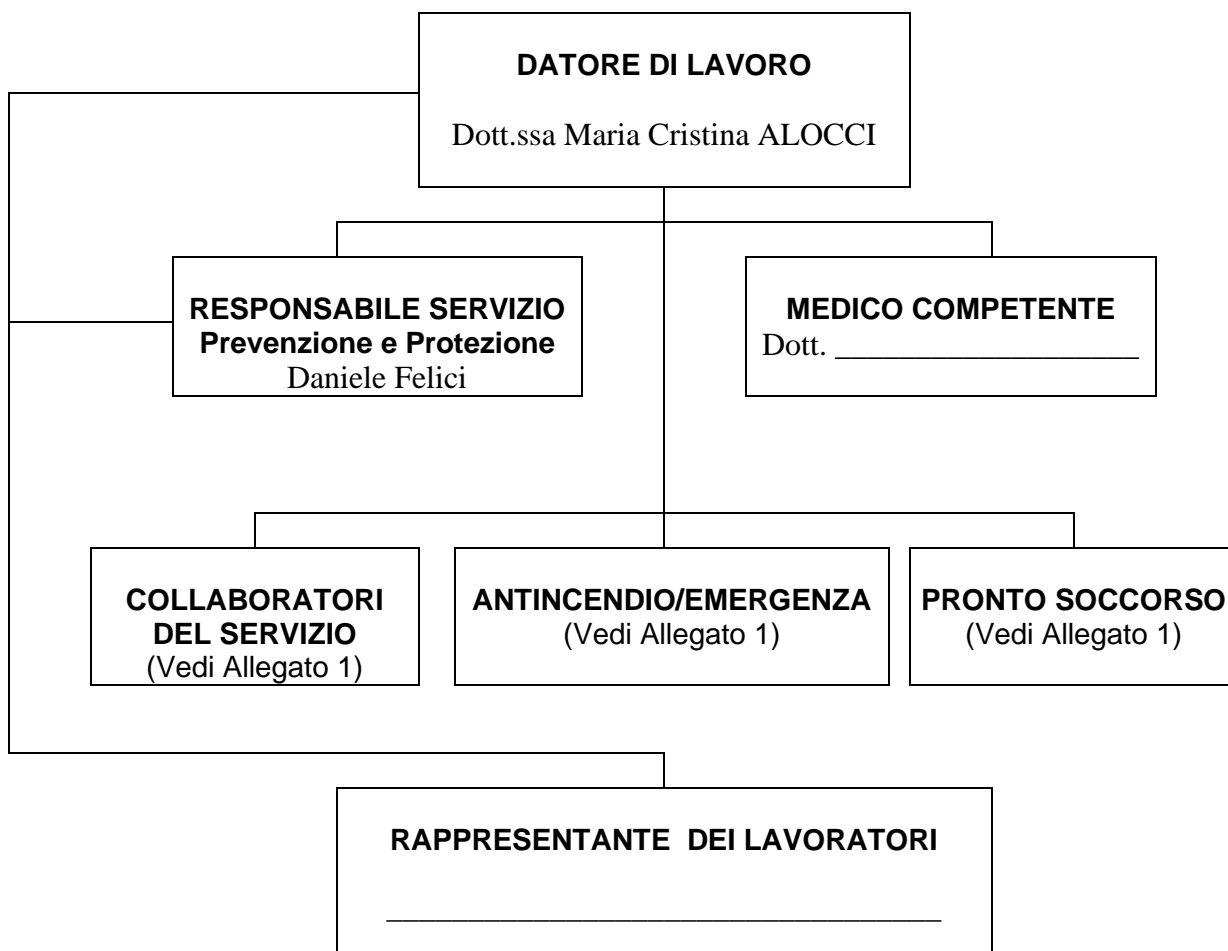 DATORE DI LAVORO
Dott.ssa Maria Cristina ALOCCI
RESPONSABILE SERVIZIO
Prevenzione e Protezione
Daniele Felici
MEDICO COMPETENTE
Dott. ___________________
COLLABORATORI
DEL SERVIZIO
(Vedi Allegato 1)
ANTINCENDIO/EMERGENZA
(Vedi Allegato 1)
PRONTO SOCCORSO
(Vedi Allegato 1)
RAPPRESENTANTE DEI LAVORATORI
___________________________________